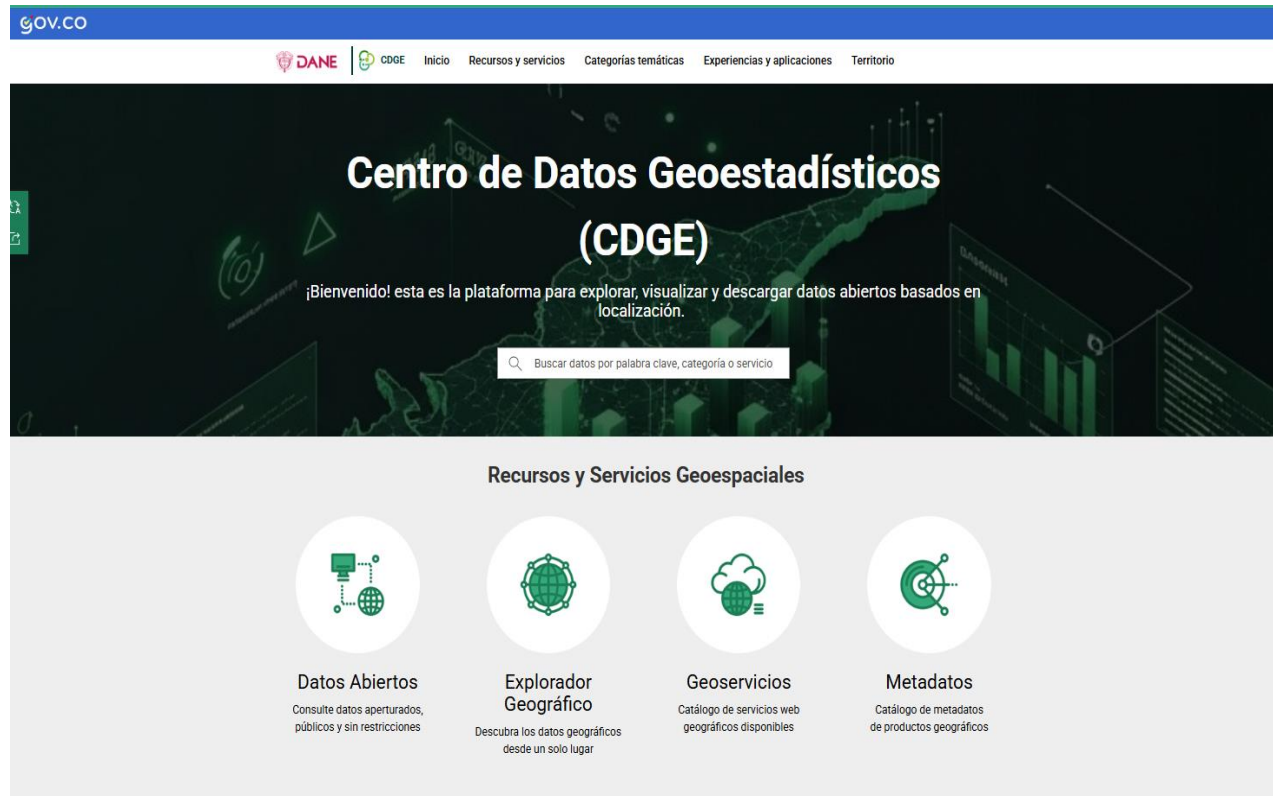 GOV.CO
DANE CDGE Inicio Recursos y servicios Categorías temáticas Experiencias y aplicaciones Territorio
Centro de Datos Geoestadísticos
(CDGE)
¡Bienvenido! esta es la plataforma para explorar, visualizar y descargar datos abiertos basados en
localización.
Buscar datos por palabra clave, categoría o servicio
Recursos y Servicios Geoespaciales
Datos Abiertos
Consulte datos aperturados,
públicos y sin restricciones
Explorador
Geográfico
Descubra los datos geográficos
desde un solo lugar
Geoservicios
Catálogo de servicios web
geográficos disponibles
Metadatos
Catálogo de metadatos
de productos geográficos